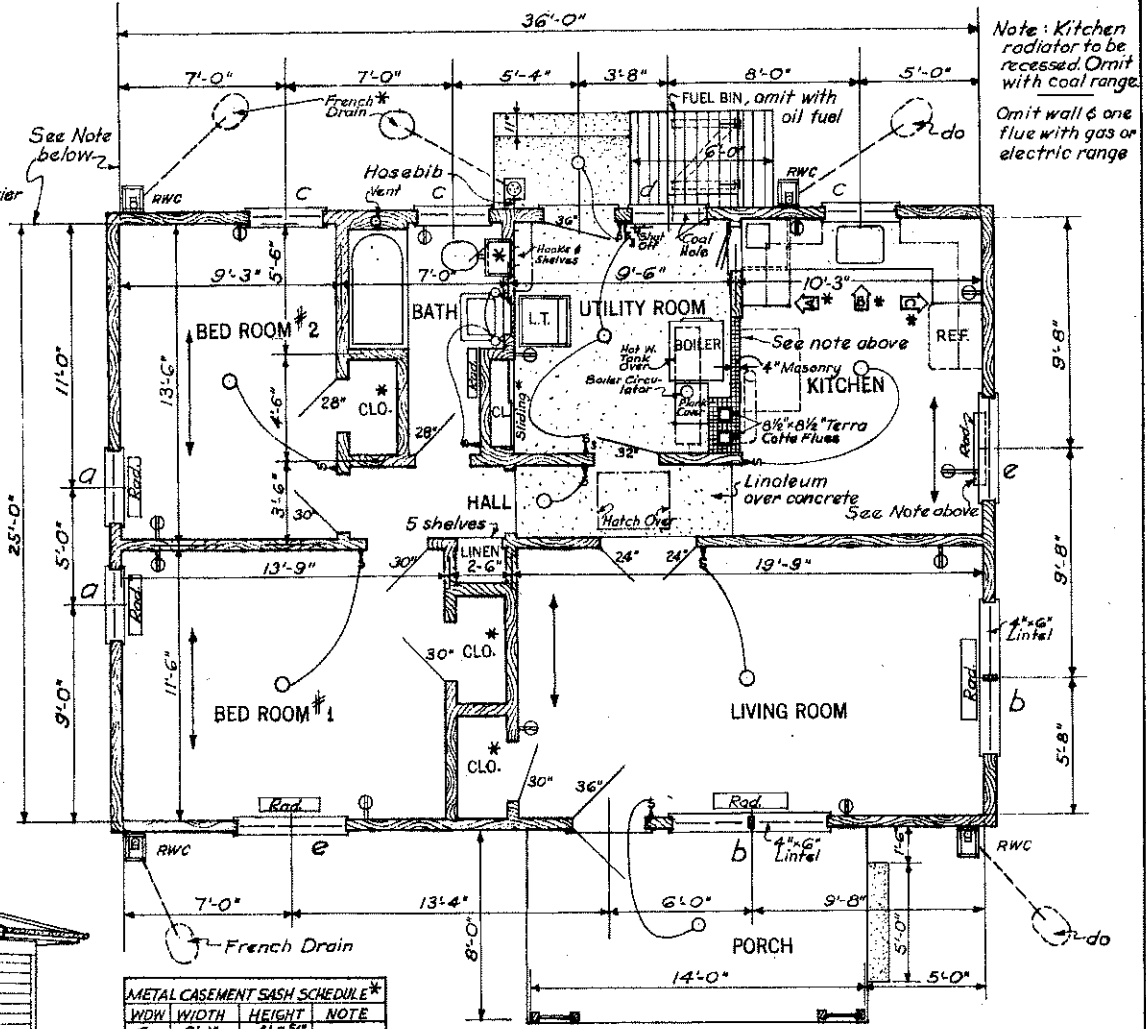 36'-0"
Note: Kitchen
radiator to be
recessed. Omit
with coal range
Omit wall & one
flue with gas or
electric range
7'-0"
7'-0"
5'-4"
3'-8"
8'-0"
5'-0"
French *
Drain
FUEL BIN, omit with
oil fuel
11"
6'-0"
do
See Note
below
RWC
Hosebib
Vent
RWC
c
c
d
c
36"
Shut
Off
Coal
Hole
Hooks &
Shelves
9'-3"
5'-6"
7'-0"
*
9'-6"
10'-3"
BED ROOM #2
BATH
UTILITY ROOM
L.T.
BOILER
A *
B *
C *
REF.
See note above
4" Masonry
KITCHEN
Hot W.
Tank
Over
Boiler Circu-
lator
Plank
Cover
8½"x8½" Terra
Cotta Flues
11'-0"
13'-6"
4'-6"
28"
CLO. *
28"
Rad.
CL.
Sliding *
32"
9'-8"
Rad.
e
a
Rad.
3'-6"
30"
HALL
Hatch Over
Linoleum
over concrete
See Note above
25'-0"
5'-0"
5 shelves
LINEN
2-6"
13'-9"
30"
24"
24"
19'-9"
9'-8"
a
Rad.
4"x6"
Lintel
9'-0"
11'-6"
30"
CLO. *
BED ROOM #1
LIVING ROOM
Rad.
b
5'-8"
CLO. *
30"
36"
Rad.
Rad.
e
b
4"x6"
Lintel
RWC
RWC
1'-6"
7'-0"
13'-4"
6'-0"
9'-8"
French Drain
8'-0"
PORCH
5'-0"
do
14'-0"
5'-0"
METAL CASEMENT SASH SCHEDULE *
WDW WIDTH HEIGHT NOTE